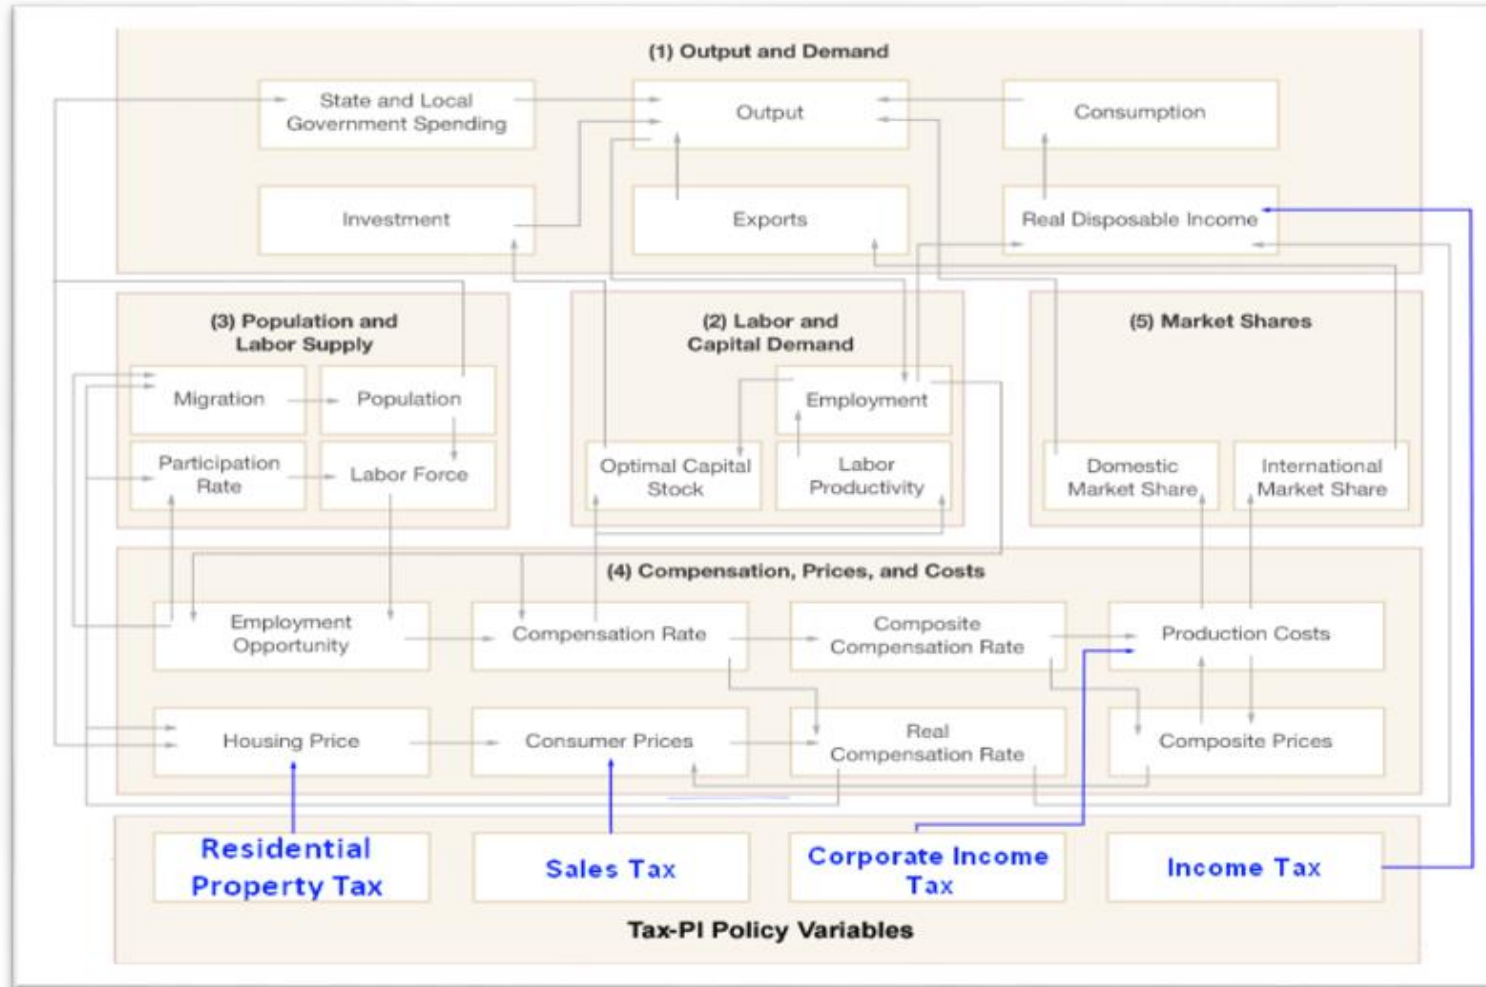 (1) Output and Demand
State and Local
Government Spending
Output
Consumption
Investment
Exports
Real Disposable Income
(3) Population and
Labor Supply
Migration
Population
Participation
Rate
Labor Force
(2) Labor and
Capital Demand
Employment
Optimal Capital
Stock
Labor
Productivity
(5) Market Shares
Domestic
Market Share
International
Market Share
(4) Compensation, Prices, and Costs
Employment
Opportunity
Compensation Rate
Composite
Compensation Rate
Production Costs
Housing Price
Consumer Prices
Real
Compensation Rate
Composite Prices
Residential
Property Tax
Sales Tax
Corporate Income
Tax
Income Tax
Tax-PI Policy Variables